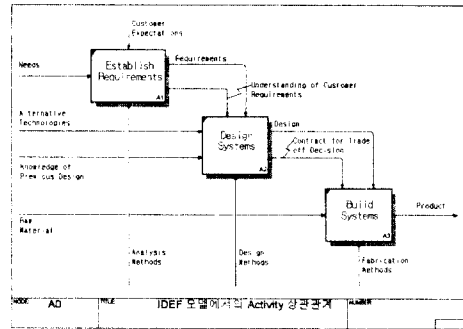 Customer
Expectations
Needs
Establish
Requirements
A1
Requirements
Understanding of Customer
Requirements
Alternative
Technologies
Design
Systems
A2
Design
Contract for Trade
off Decision
Knowledge of
Previous Design
Build
Systems
A3
Product
Raw
Material
Analysis
Methods
Design
Methods
Fabrication
Methods
NODE: A0
TITLE
IDEF 모델에서의 Activity 상관관계
NUMBER